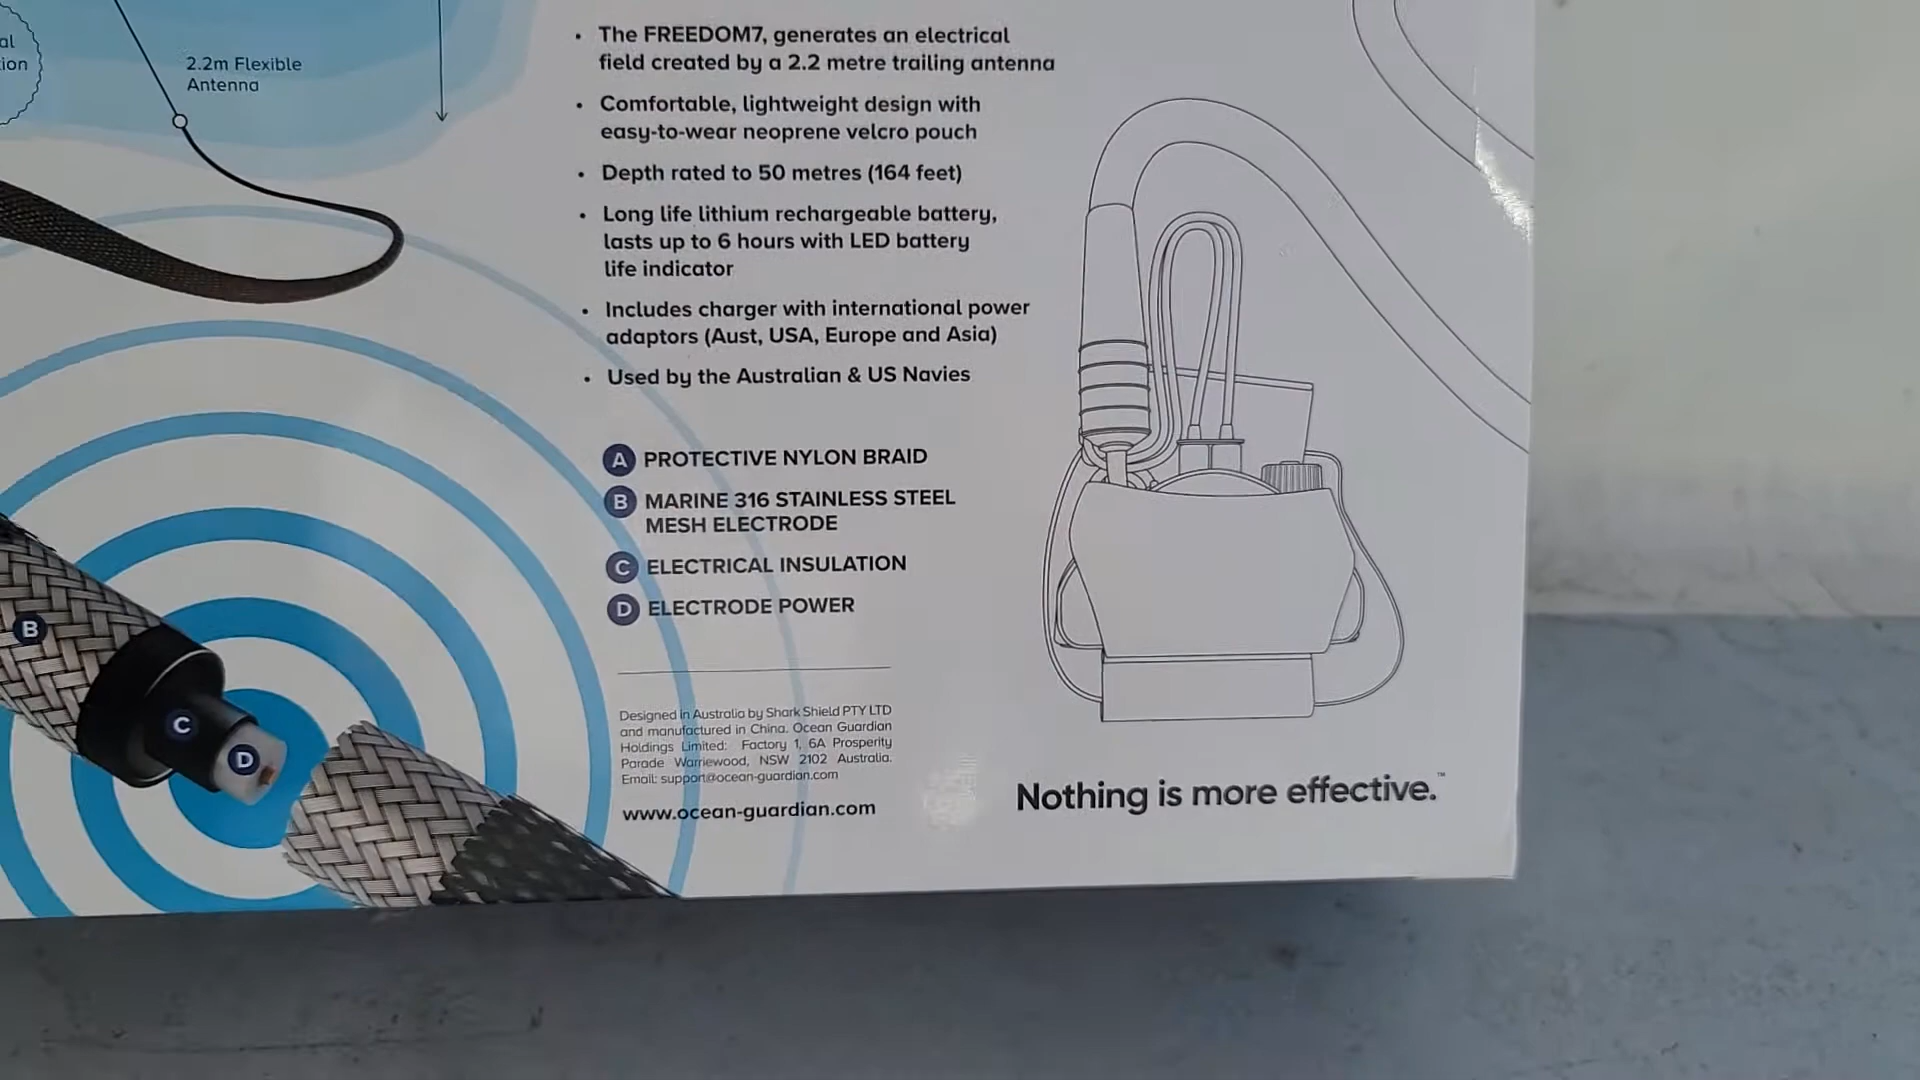 2.2m Flexible
Antenna
• The FREEDOM7, generates an electrical
field created by a 2.2 metre trailing antenna
• Comfortable, lightweight design with
easy-to-wear neoprene velcro pouch
• Depth rated to 50 metres (164 feet)
• Long life lithium rechargeable battery,
lasts up to 6 hours with LED battery
life indicator
• Includes charger with international power
adaptors (Aust, USA, Europe and Asia)
• Used by the Australian & US Navies
A PROTECTIVE NYLON BRAID
B MARINE 316 STAINLESS STEEL
MESH ELECTRODE
C ELECTRICAL INSULATION
D ELECTRODE POWER
B
C
D
Designed in Australia by Shark Shield PTY LTD
and manufactured in China. Ocean Guardian
Holdings Limited: Factory 1, 6A Prosperity
Parade Warriewood, NSW 2102 Australia.
Email: support@ocean-guardian.com
www.ocean-guardian.com
Nothing is more effective.™